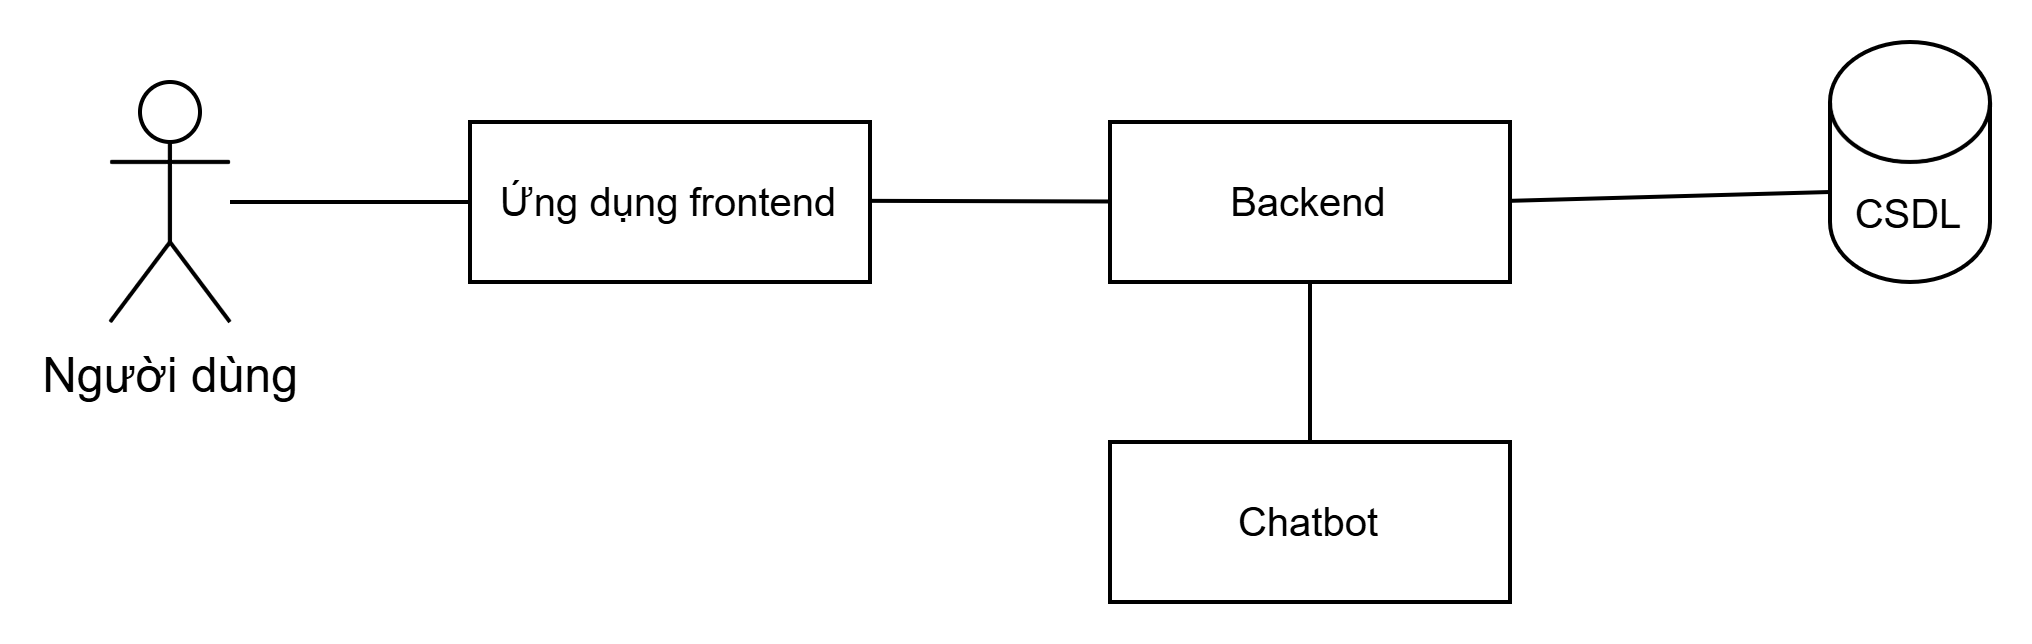 Người dùng
Ứng dụng frontend
Backend
CSDL
Chatbot